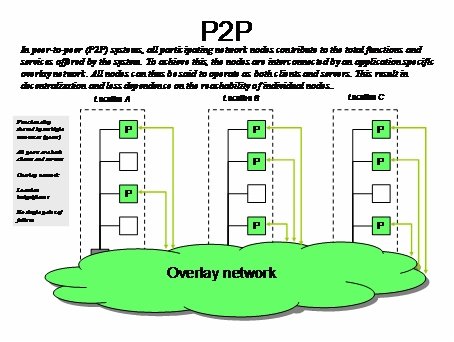 P2P
In peer-to-peer (P2P) systems, all participating network nodes contribute to the total functions and
services offered by the system. To achieve this, the nodes are interconnected by an application specific
overlay network. All nodes can thus be said to operate as both clients and servers. This result in
decentralization and less dependence on the reachability of individual nodes..
Location A
Location B
Location C
Functionality
shared by multiple
All peers are both
clients and servers
Overlay network
Location
No single point of
failure
P
P
P
P
P
P
P
Overlay network